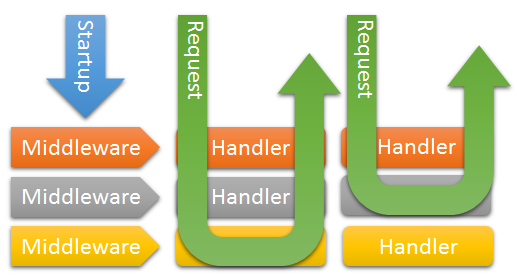 Startup
Request
Request
Middleware
Handler
Handler
Middleware
Handler
Middleware
Handler